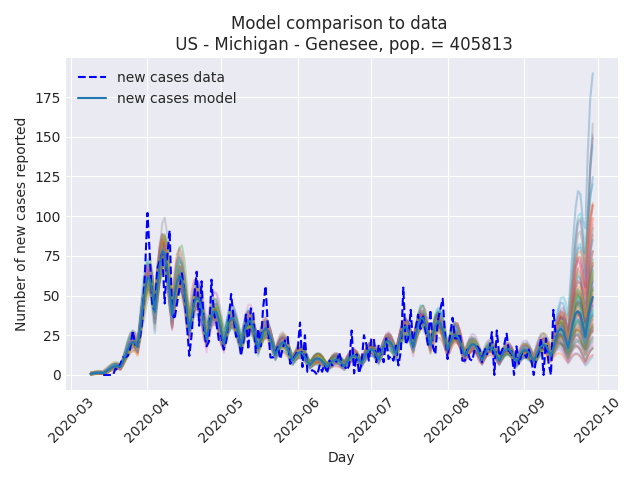 Model comparison to data
US - Michigan - Genesee, pop. = 405813
new cases data
new cases model
175
150
125
100
75
50
25
0
Number of new cases reported
2020-03
2020-04
2020-05
2020-06
2020-07
2020-08
2020-09
2020-10
Day